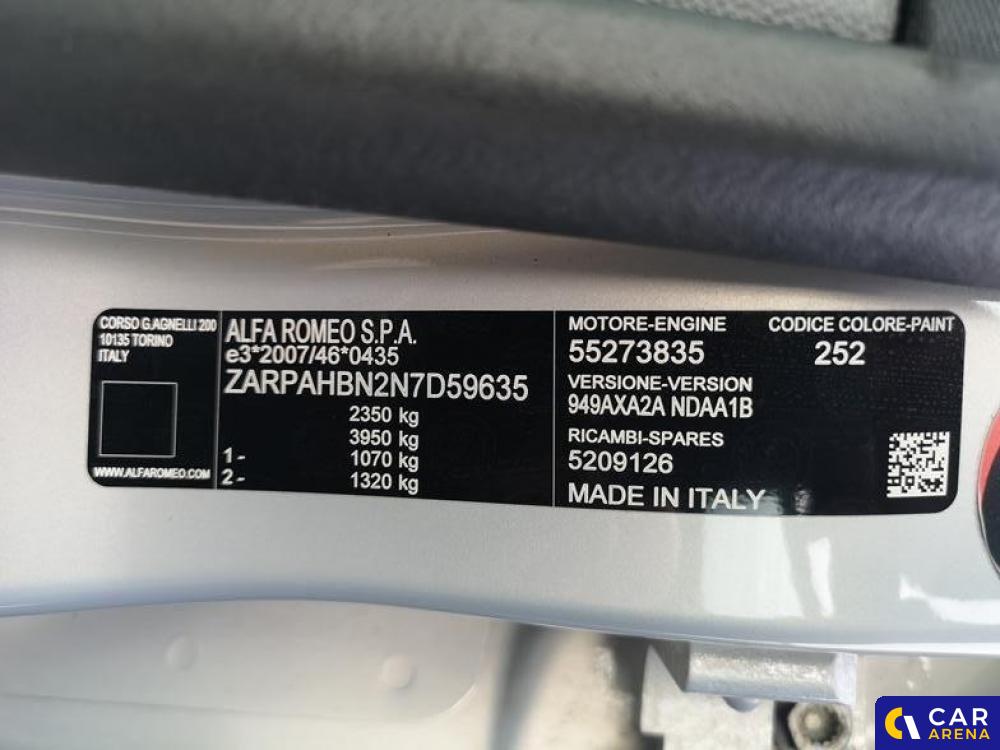 CORSO G.AGNELLI 200
10135 TORINO
ITALY
WWW.ALFAROMEO.COM
ALFA ROMEO S.P.A.
e3*2007/46*0435
ZARPAHBN2N7D59635
2350 kg
3950 kg
1- 1070 kg
2- 1320 kg
MOTORE-ENGINE
55273835
CODICE COLORE-PAINT
252
VERSIONE-VERSION
949AXA2A NDAA1B
RICAMBI-SPARES
5209126
MADE IN ITALY
CAR
ARENA